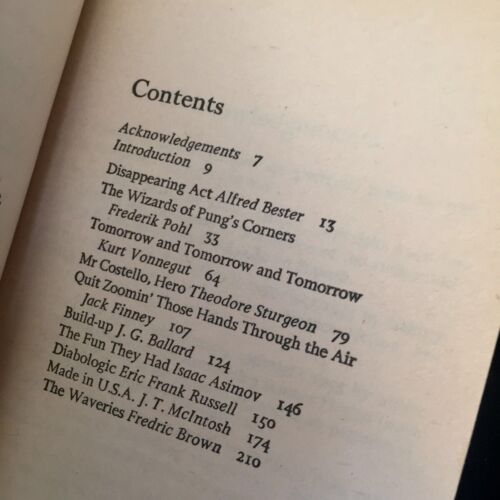 Contents
Acknowledgements 7
Introduction 9
Disappearing Act Alfred Bester 13
The Wizards of Pung's Corners
Frederik Pohl 33
Tomorrow and Tomorrow and Tomorrow
Kurt Vonnegut 64
Mr Costello, Hero Theodore Sturgeon 79
Quit Zoomin' Those Hands Through the Air
Jack Finney 107
Build-up J. G. Ballard 124
The Fun They Had Isaac Asimov 146
Diabologic Eric Frank Russell 150
Made in U.S.A. J. T. McIntosh 174
The Waveries Fredric Brown 210